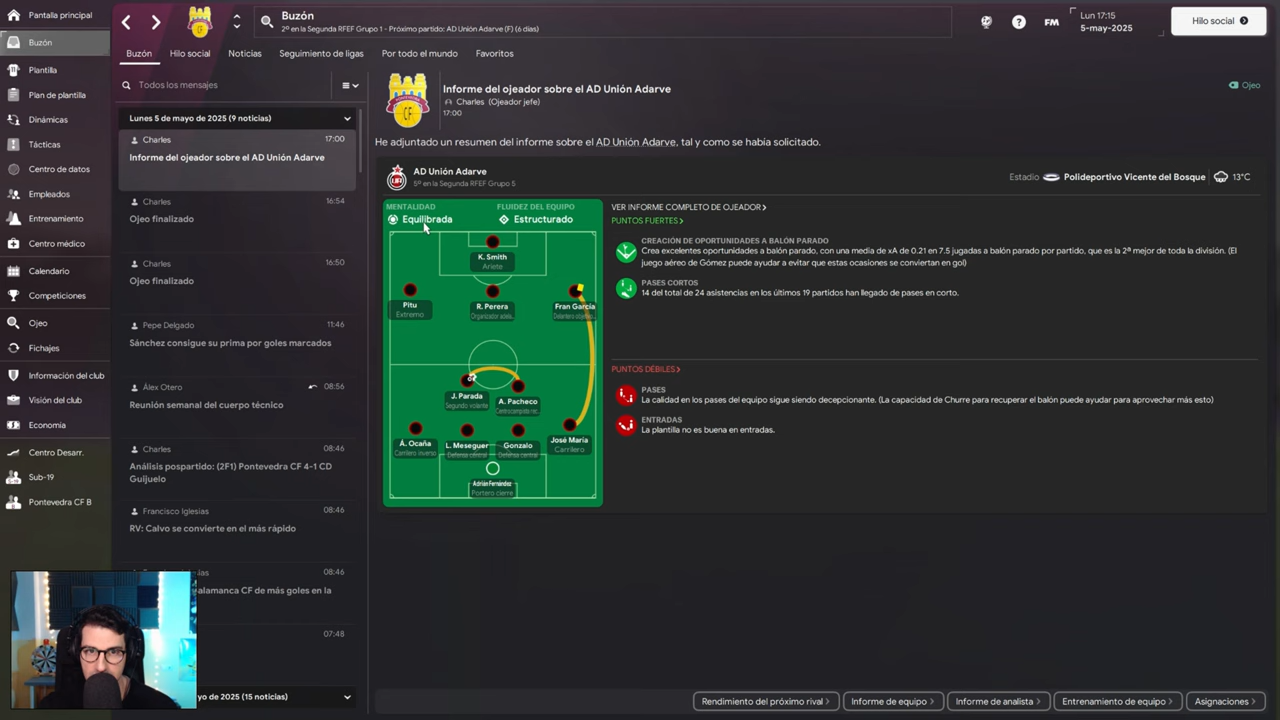 Pantalla principal
Buzón
Plantilla
Plan de plantilla
Dinámicas
Tácticas
Centro de datos
Empleados
Entrenamiento
Centro médico
Calendario
Competiciones
Ojeo
Fichajes
Información del club
Visión del club
Economía
Centro Desarr.
Sub-19
Pontevedra CF B
Buzón
2º en la Segunda RFEF Grupo 1 - Próximo partido: AD Unión Adarve (F) (6 días)
FM
Lun 17:15
5-may-2025
Hilo social
Buzón
Hilo social
Noticias
Seguimiento de ligas
Por todo el mundo
Favoritos
Todos los mensajes
Lunes 5 de mayo de 2025 (9 noticias)
Charles 17:00
Informe del ojeador sobre el AD Unión Adarve
Charles 16:54
Ojeo finalizado
Charles 16:50
Ojeo finalizado
Pepe Delgado 11:46
Sánchez consigue su prima por goles marcados
Álex Otero 08:56
Reunión semanal del cuerpo técnico
Charles 08:46
Análisis pospartido: (2F1) Pontevedra CF 4-1 CD
Guijuelo
Francisco Iglesias 08:46
RV: Calvo se convierte en el más rápido
08:46
Salamanca CF de más goles en la
07:48
yo de 2025 (15 noticias)
Informe del ojeador sobre el AD Unión Adarve
Charles (Ojeador jefe)
17:00
Ojeo
He adjuntado un resumen del informe sobre el AD Unión Adarve, tal y como se había solicitado.
AD Unión Adarve
5º en la Segunda RFEF Grupo 5
Estadio Polideportivo Vicente del Bosque 13°C
MENTALIDAD
Equilibrada
FLUIDEZ DEL EQUIPO
Estructurado
K. Smith
Ariete
Pitu
Extremo
R. Perera
Organizador adela...
Fran García
Delantero objetivo...
J. Parada
Segundo volante
A. Pacheco
Centrocampista rec...
Á. Ocaña
Carrilero inverso
L. Meseguer
Defensa central
Gonzalo
Defensa central
José María
Carrilero
Adrián Fernández
Portero cierre
VER INFORME COMPLETO DE OJEADOR >
PUNTOS FUERTES >
CREACIÓN DE OPORTUNIDADES A BALÓN PARADO
Crea excelentes oportunidades a balón parado, con una media de xA de 0.21 en 7.5 jugadas a balón parado por partido, que es la 2ª mejor de toda la división. (El
juego aéreo de Gómez puede ayudar a evitar que estas ocasiones se conviertan en gol)
PASES CORTOS
14 del total de 24 asistencias en los últimos 19 partidos han llegado de pases en corto.
PUNTOS DÉBILES >
PASES
La calidad en los pases del equipo sigue siendo decepcionante. (La capacidad de Churre para recuperar el balón puede ayudar para aprovechar más esto)
ENTRADAS
La plantilla no es buena en entradas.
Rendimiento del próximo rival >
Informe de equipo >
Informe de analista >
Entrenamiento de equipo >
Asignaciones >